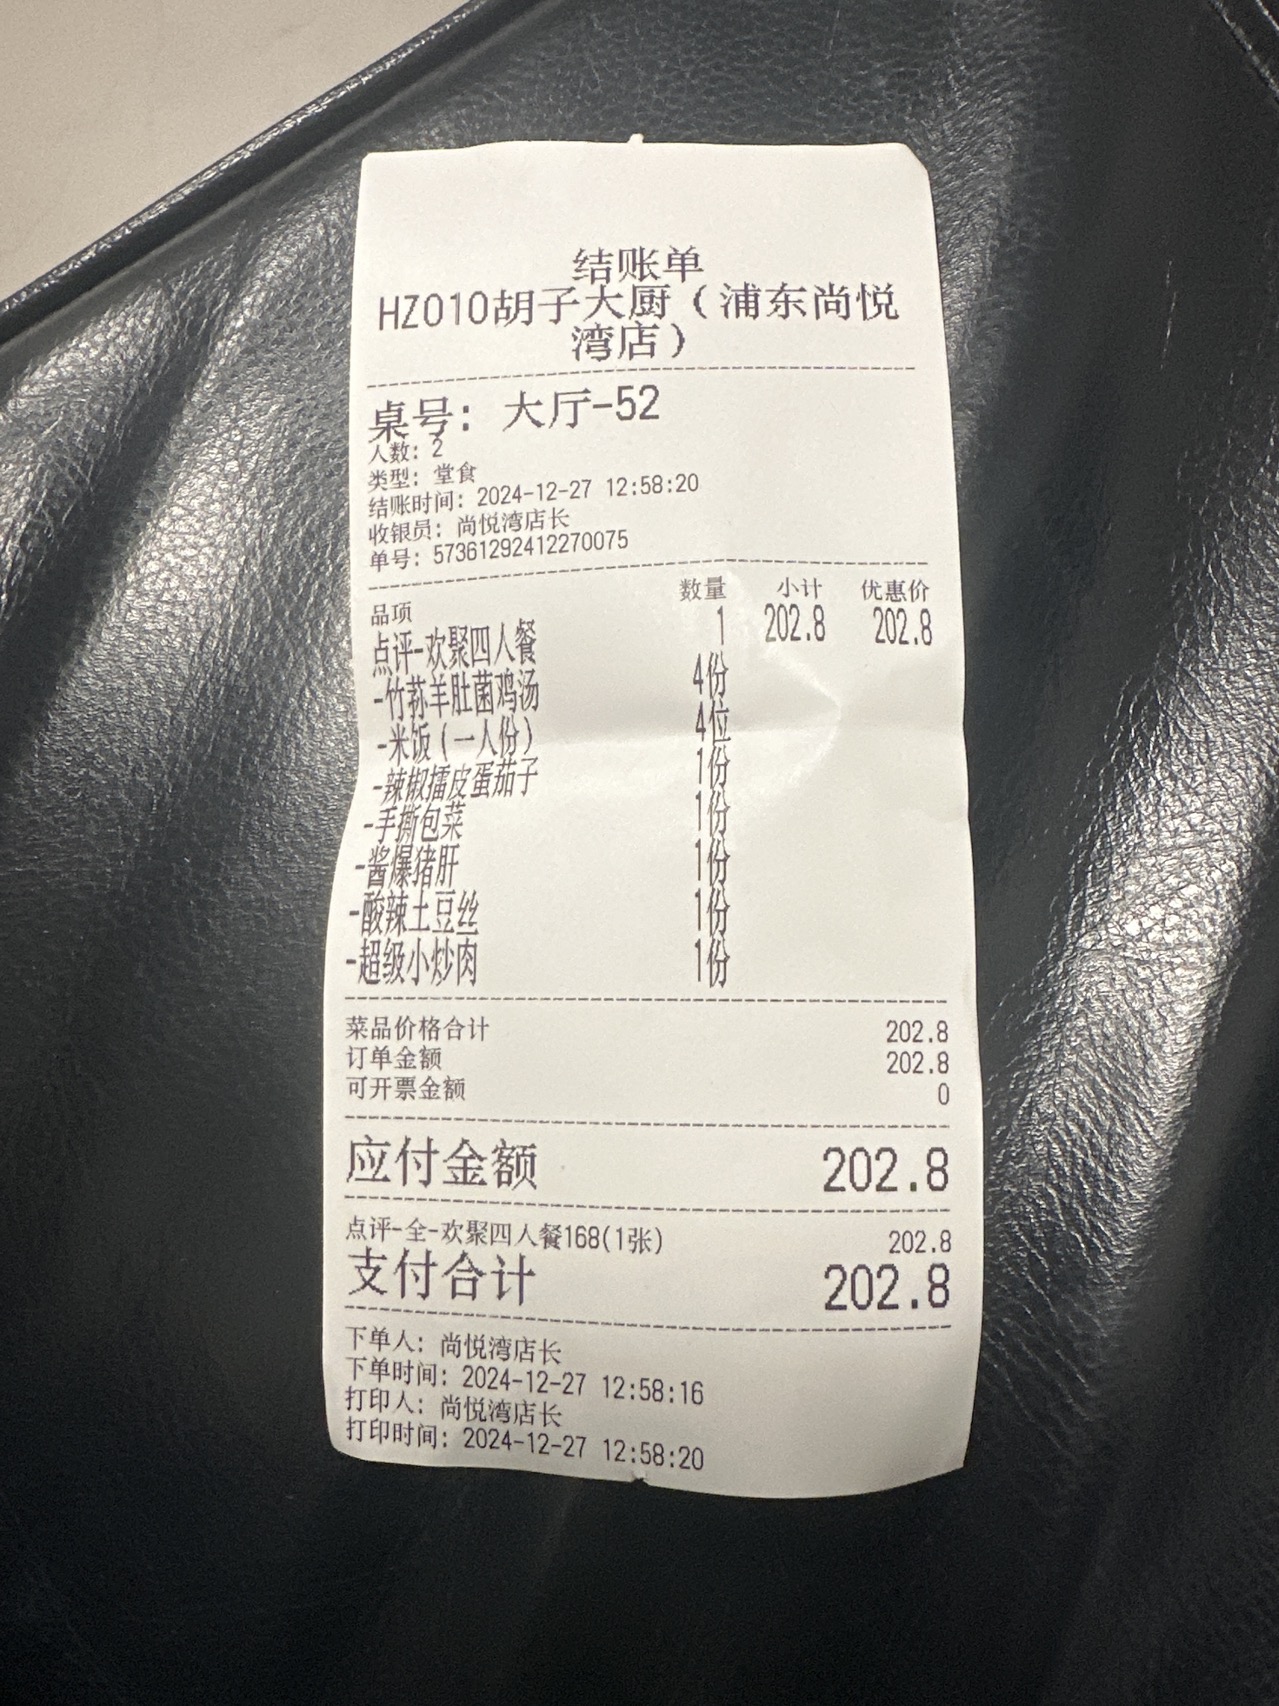 结账单
HZ010胡子大厨（浦东尚悦
湾店）
桌号：大厅-52
人数：2
类型：堂食
结账时间：2024-12-27 12:58:20
收银员：尚悦湾店长
单号：57361292412270075
品项 数量 小计 优惠价
点评-欢聚四人餐 1 202.8 202.8
-竹荪羊肚菌鸡汤 4份
-米饭（一人份） 4位
-辣椒擂皮蛋茄子 1份
-手撕包菜 1份
-酱爆猪肝 1份
-酸辣土豆丝 1份
-超级小炒肉 1份
菜品价格合计 202.8
订单金额 202.8
可开票金额 0
应付金额 202.8
点评-全-欢聚四人餐168(1张) 202.8
支付合计 202.8
下单人：尚悦湾店长
下单时间：2024-12-27 12:58:16
打印人：尚悦湾店长
打印时间：2024-12-27 12:58:20